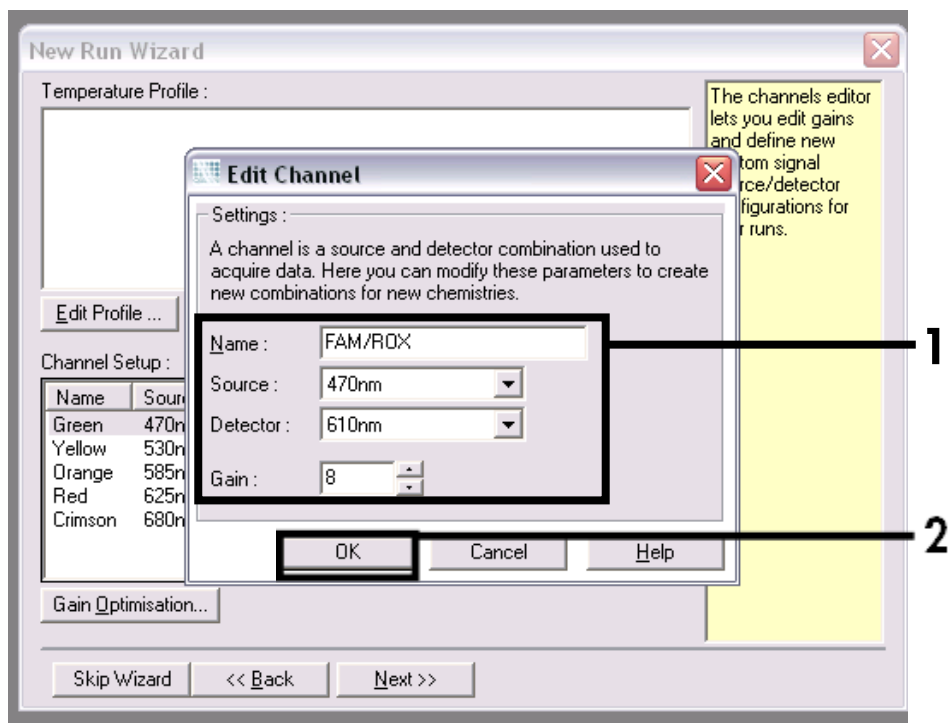 New Run Wizard
Temperature Profile :
The channels editor
lets you edit gains
and define new
tom signal
rce/detector
figurations for
r runs.
Edit Profile ...
Channel Setup :
Name
Green 470n
Yellow 530n
Orange 585n
Red 625n
Crimson 680n
Gain Optimisation...
Skip Wizard << Back Next >>
Edit Channel
Settings :
A channel is a source and detector combination used to
acquire data. Here you can modify these parameters to create
new combinations for new chemistries.
Name : FAM/ROX
Source : 470nm
Detector : 610nm
Gain : 8
OK Cancel Help
1
2